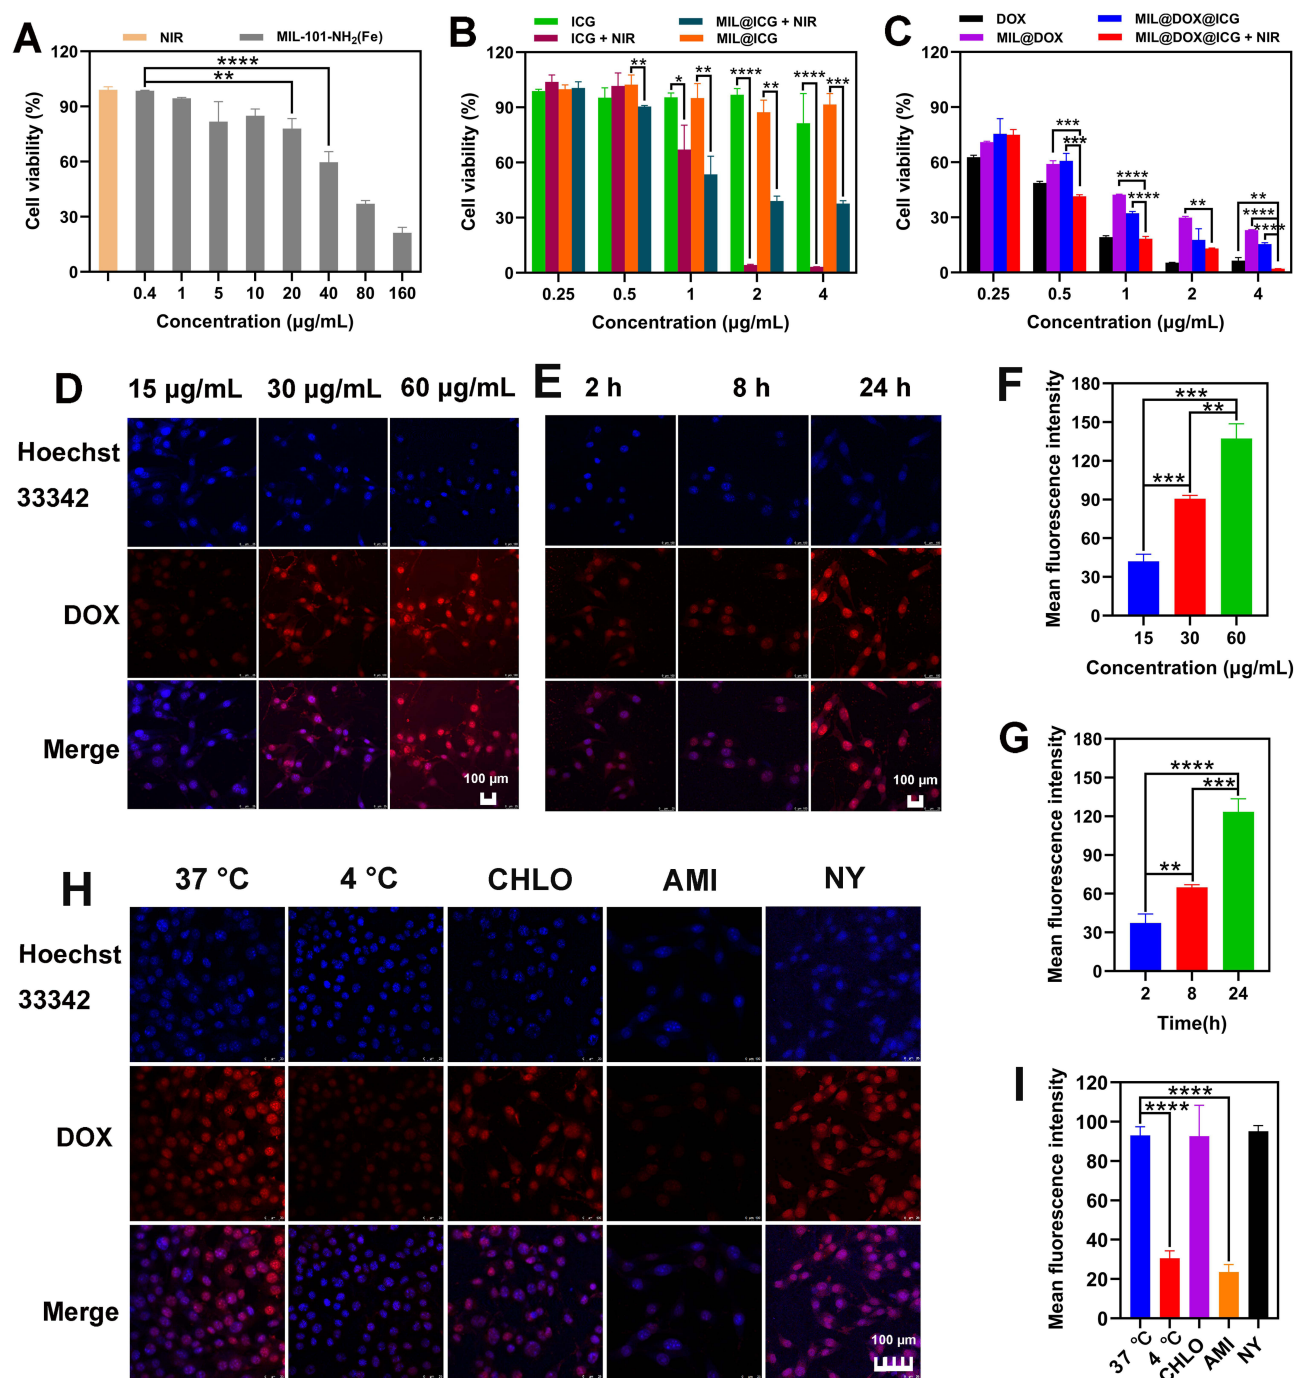 A
NIR
MIL-101-NH₂(Fe)
Cell viability (%)
120
90
60
30
0
****
**
0.4 1 5 10 20 40 80 160
Concentration (µg/mL)
B
ICG
MIL@ICG + NIR
ICG + NIR
MIL@ICG
Cell viability (%)
120
90
60
30
0
** * ** **** ** **** ***
0.25 0.5 1 2 4
Concentration (µg/mL)
C
DOX
MIL@DOX@ICG
MIL@DOX
MIL@DOX@ICG + NIR
Cell viability (%)
120
90
60
30
0
***
***
****
****
**
**
****
****
0.25 0.5 1 2 4
Concentration (µg/mL)
D
15 µg/mL 30 µg/mL 60 µg/mL
Hoechst
33342
DOX
Merge
100 µm
E
2 h 8 h 24 h
100 µm
F
Mean fluorescence intensity
180
150
120
90
60
30
0
***
**
***
15 30 60
Concentration (µg/mL)
G
Mean fluorescence intensity
180
150
120
90
60
30
0
****
***
**
2 8 24
Time(h)
H
37 °C 4 °C CHLO AMI NY
Hoechst
33342
DOX
Merge
100 µm
I
Mean fluorescence intensity
120
100
80
60
40
20
0
****
****
37 °C 4 °C CHLO AMI NY